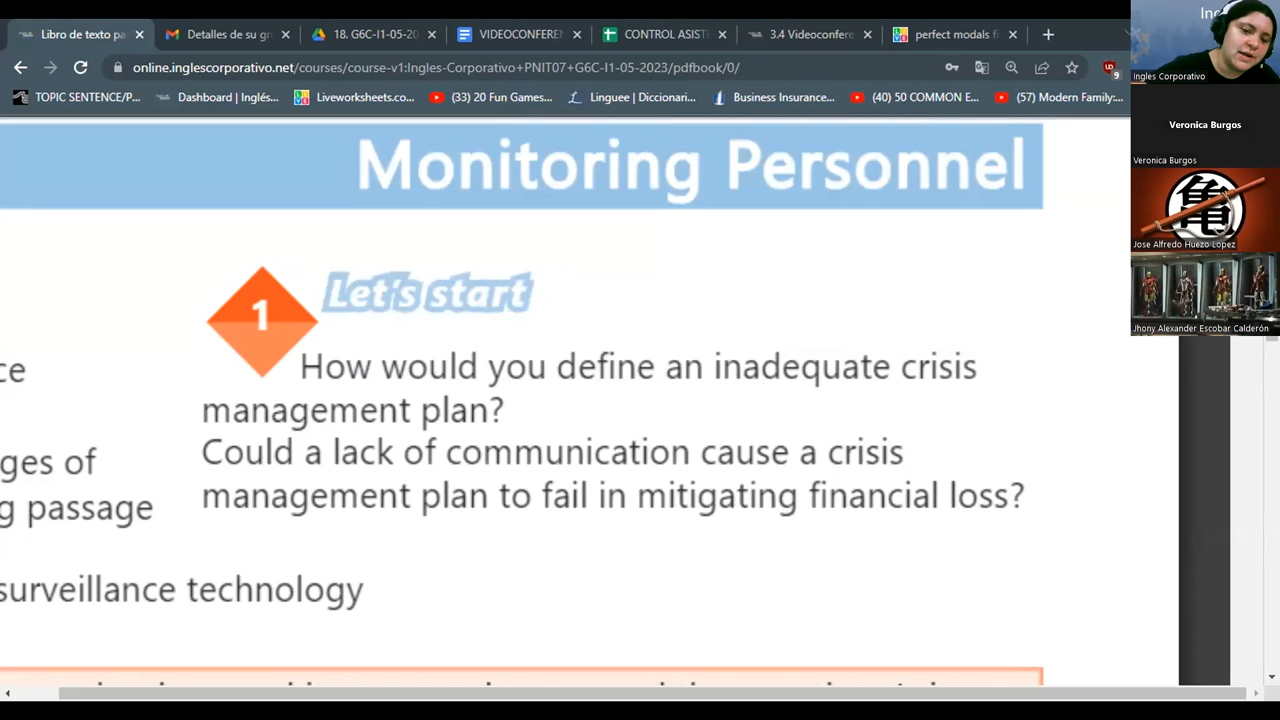 Libro de texto pa
Detalles de su gr
18. G6C-I1-05-20
VIDEOCONFEREN
CONTROL ASIST
3.4 Videoconfere
perfect modals fi
online.inglescorporativo.net/courses/course-v1:Ingles-Corporativo+PNIT07+G6C-I1-05-2023/pdfbook/0/
9
TOPIC SENTENCE/P...
Dashboard | Inglés...
Liveworksheets.co...
(33) 20 Fun Games...
Linguee | Diccionari...
Business Insurance...
(40) 50 COMMON E...
(57) Modern Family:...
Ingles Corporativo
Veronica Burgos
Veronica Burgos
亀
Jose Alfredo Huezo Lopez
Jhony Alexander Escobar Calderón
Monitoring Personnel
1
Let's start
How would you define an inadequate crisis
management plan?
Could a lack of communication cause a crisis
management plan to fail in mitigating financial loss?
ce
ges of
g passage
surveillance technology